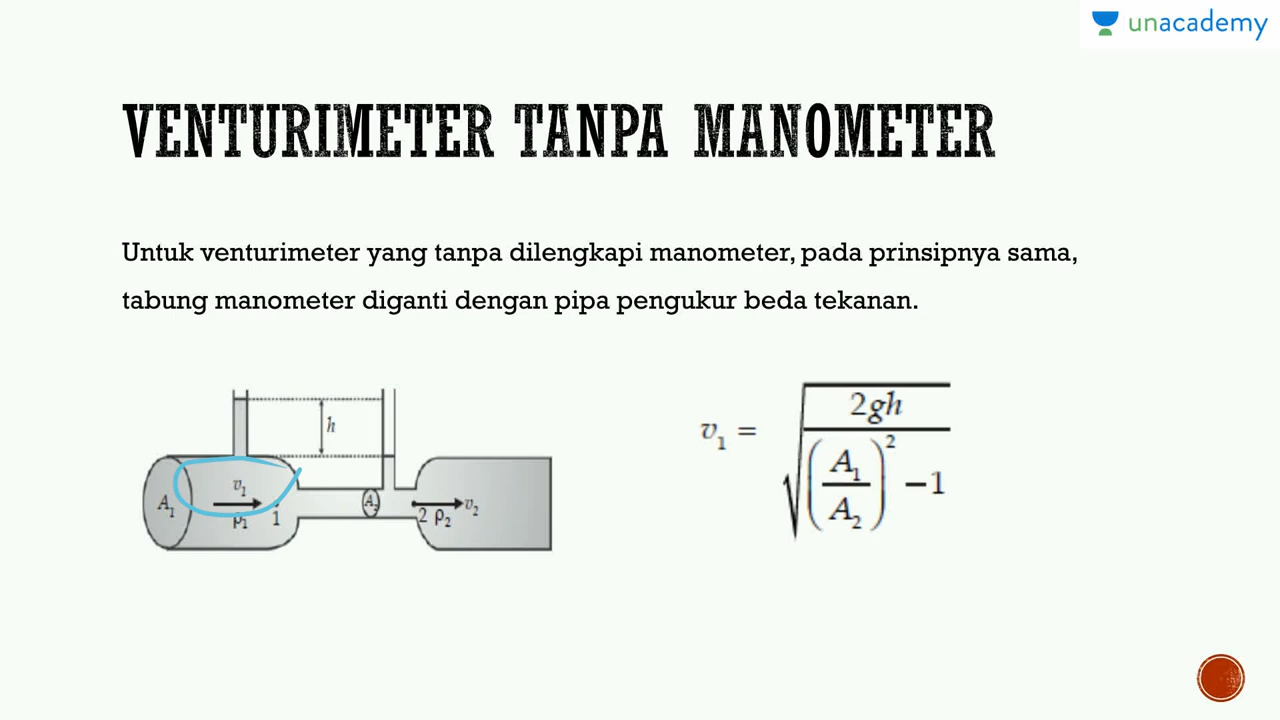 unacademy
VENTURIMETER TANPA MANOMETER
Untuk venturimeter yang tanpa dilengkapi manometer, pada prinsipnya sama,
tabung manometer diganti dengan pipa pengukur beda tekanan.
h
A₁ v₁ ρ₁ 1
A₂
2 ρ₂ v₂
v₁ = √(2gh / ((A₁/A₂)² − 1))